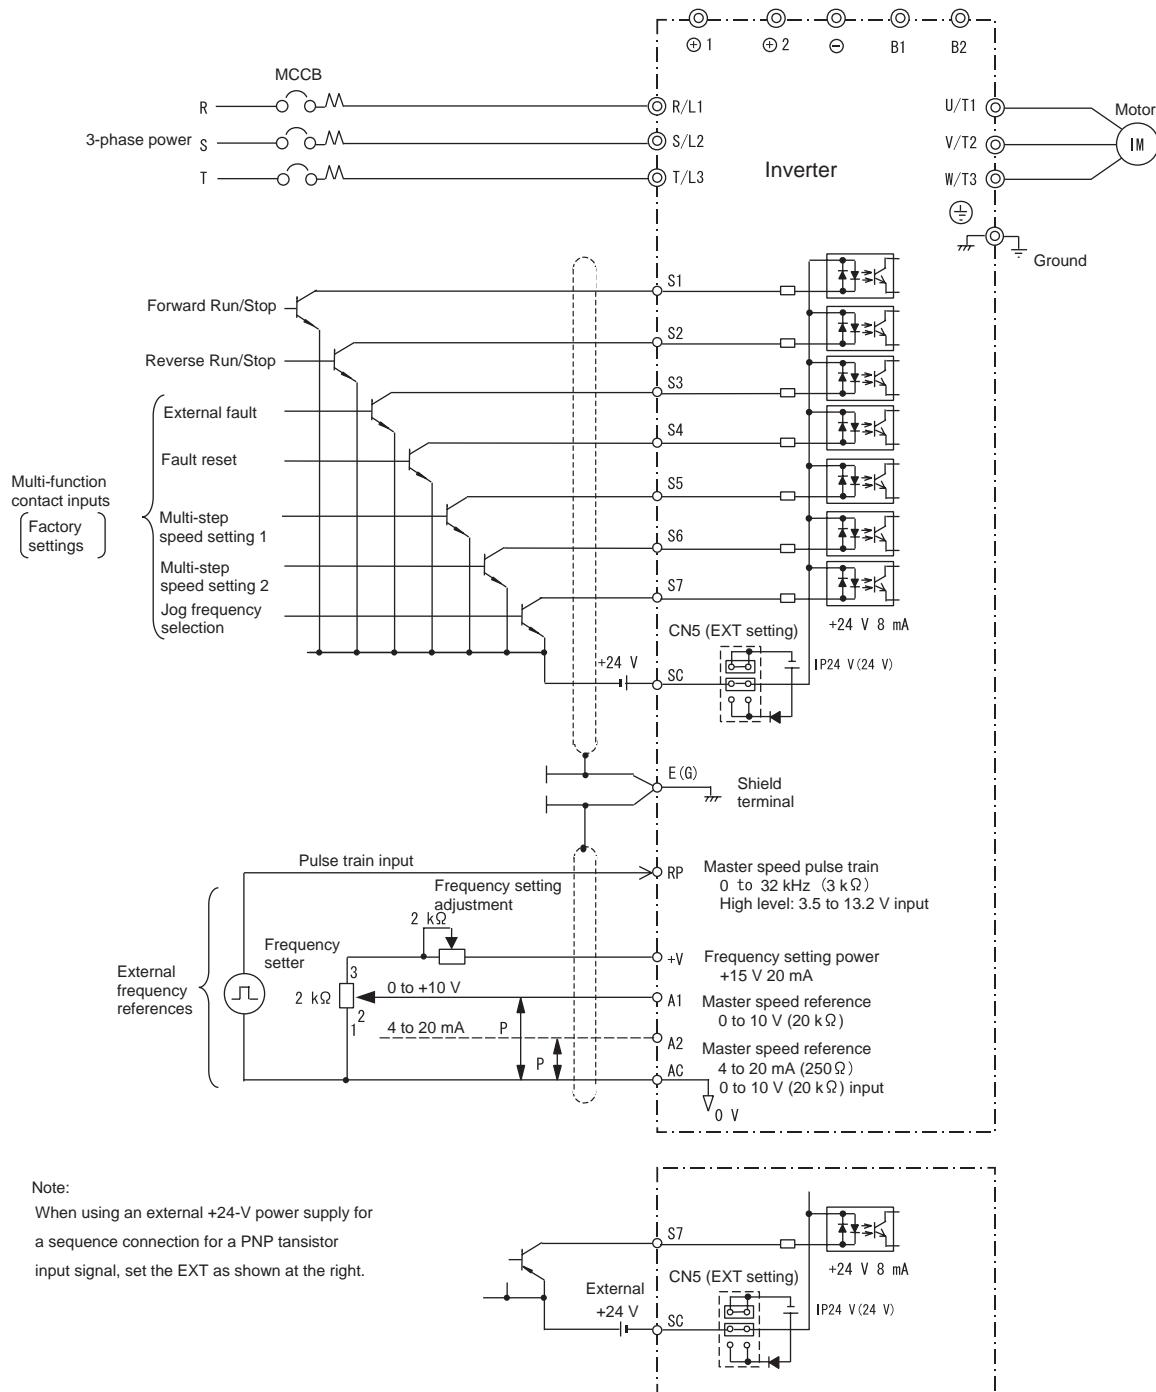 ⊕ 1
⊕ 2
⊖
B1
B2
MCCB
R
R/L1
U/T1
Motor
3-phase power
S
S/L2
V/T2
IM
T
T/L3
Inverter
W/T3
Ground
S1
Forward Run/Stop
S2
Reverse Run/Stop
S3
External fault
S4
Fault reset
Multi-function
contact inputs
Factory
settings
S5
Multi-step
speed setting 1
S6
Multi-step
speed setting 2
S7
Jog frequency
selection
+24 V 8 mA
CN5 (EXT setting)
+24 V
SC
IP24 V (24 V)
E (G)
Shield
terminal
Pulse train input
RP
Master speed pulse train
0 to 32 kHz (3 kΩ)
High level: 3.5 to 13.2 V input
Frequency setting
adjustment
2 kΩ
Frequency
setter
+V
Frequency setting power
+15 V 20 mA
External
frequency
references
3
2 kΩ
2
1
0 to +10 V
A1
Master speed reference
0 to 10 V (20 kΩ)
4 to 20 mA
P
A2
Master speed reference
4 to 20 mA (250Ω)
0 to 10 V (20 kΩ) input
P
AC
0 V
Note:
When using an external +24-V power supply for
a sequence connection for a PNP tansistor
input signal, set the EXT as shown at the right.
S7
+24 V 8 mA
CN5 (EXT setting)
External
+24 V
SC
IP24 V (24 V)